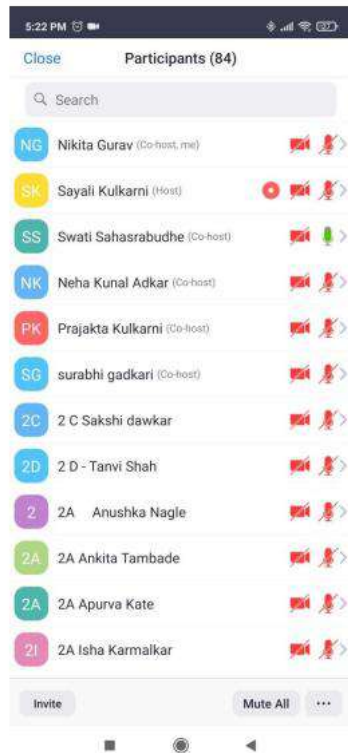 5:22 PM
Close Participants (84)
Search
NG Nikita Gurav (Co-host, me)
SK Sayali Kulkarni (Host)
SS Swati Sahasrabudhe (Co-host)
NK Neha Kunal Adkar (Co-host)
PK Prajakta Kulkarni (Co-host)
SG surabhi gadkari (Co-host)
2C 2 C Sakshi dawkar
2D 2 D - Tanvi Shah
2 2A Anushka Nagle
2A 2A Ankita Tambade
2A 2A Apurva Kate
2I 2A Isha Karmalkar
Invite Mute All ...